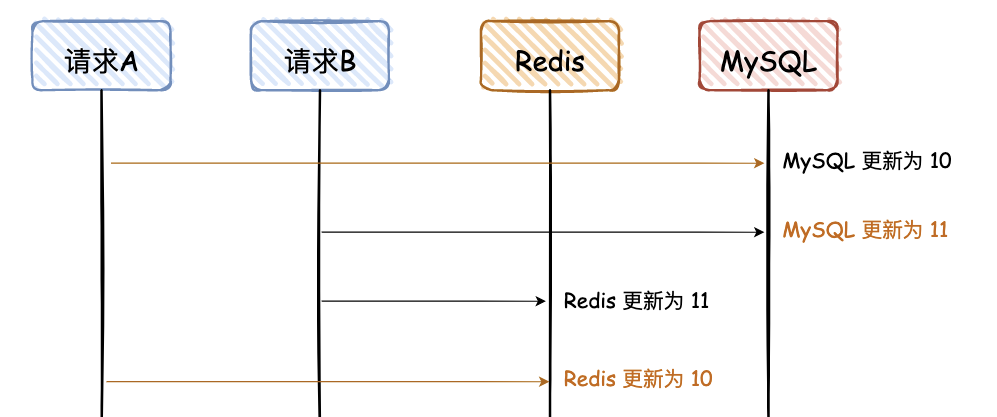 请求A
请求B
Redis
MySQL
MySQL 更新为 10
MySQL 更新为 11
Redis 更新为 11
Redis 更新为 10